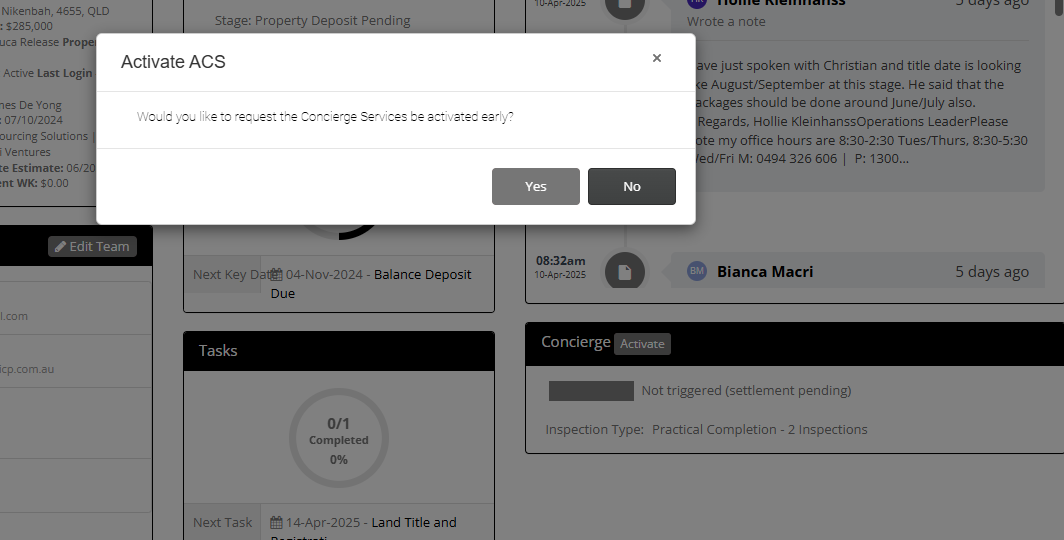 Nikenbah, 4655, QLD
: $285,000
uca Release Proper
Active Last Login
mes De Yong
: 07/10/2024
ourcing Solutions |
l Ventures
te Estimate: 06/20
ent WK: $0.00
Edit Team
l.com
icp.com.au
Stage: Property Deposit Pending
Activate ACS
×
Would you like to request the Concierge Services be activated early?
Yes
No
Next Key Date
04-Nov-2024 - Balance Deposit
Due
Tasks
0/1
Completed
0%
Next Task
14-Apr-2025 - Land Title and
Registrati
10-Apr-2025
Hollie Kleinhanss
5 days ago
Wrote a note
ave just spoken with Christian and title date is looking
ke August/September at this stage. He said that the
ackages should be done around June/July also.
Regards, Hollie KleinhanssOperations LeaderPlease
ote my office hours are 8:30-2:30 Tues/Thurs, 8:30-5:30
Wed/Fri M: 0494 326 606 | P: 1300...
08:32am
10-Apr-2025
BM
Bianca Macri
5 days ago
Concierge
Activate
Not triggered (settlement pending)
Inspection Type: Practical Completion - 2 Inspections